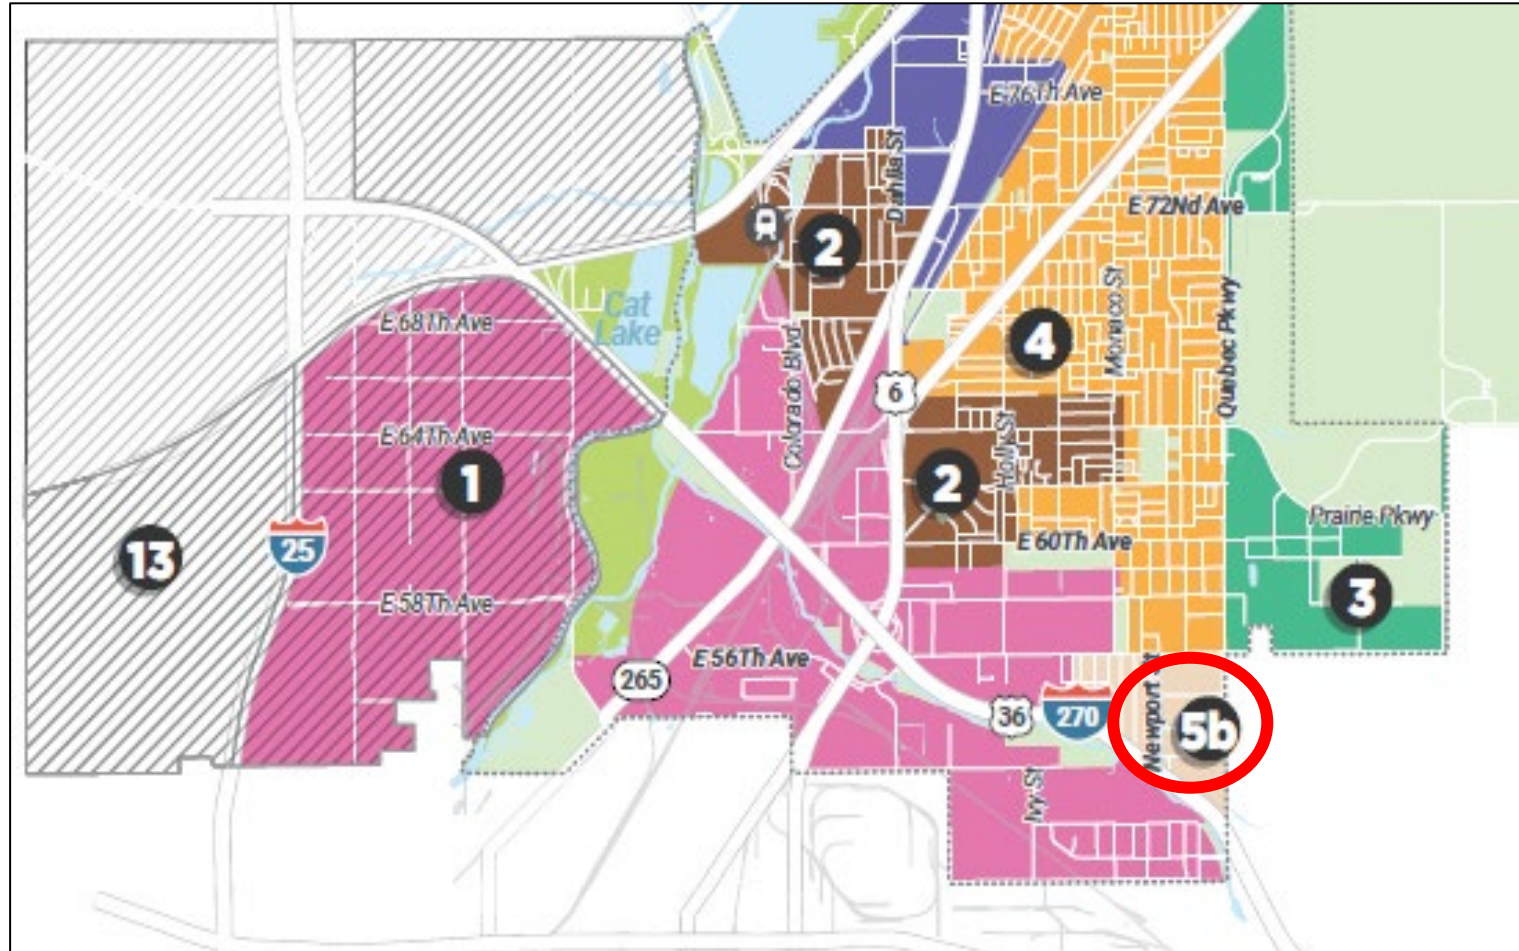 E 76Th Ave
Dahlia St
E 72Nd Ave
2
Cat
Lake
E 68Th Ave
Monaco St
Quebec Pkwy
4
Colorado Blvd
6
E 64Th Ave
Holly St
1
2
Prairie Pkwy
13
25
E 60Th Ave
3
E 58Th Ave
E 56Th Ave
265
Newport St
36
270
5b
Ivy St